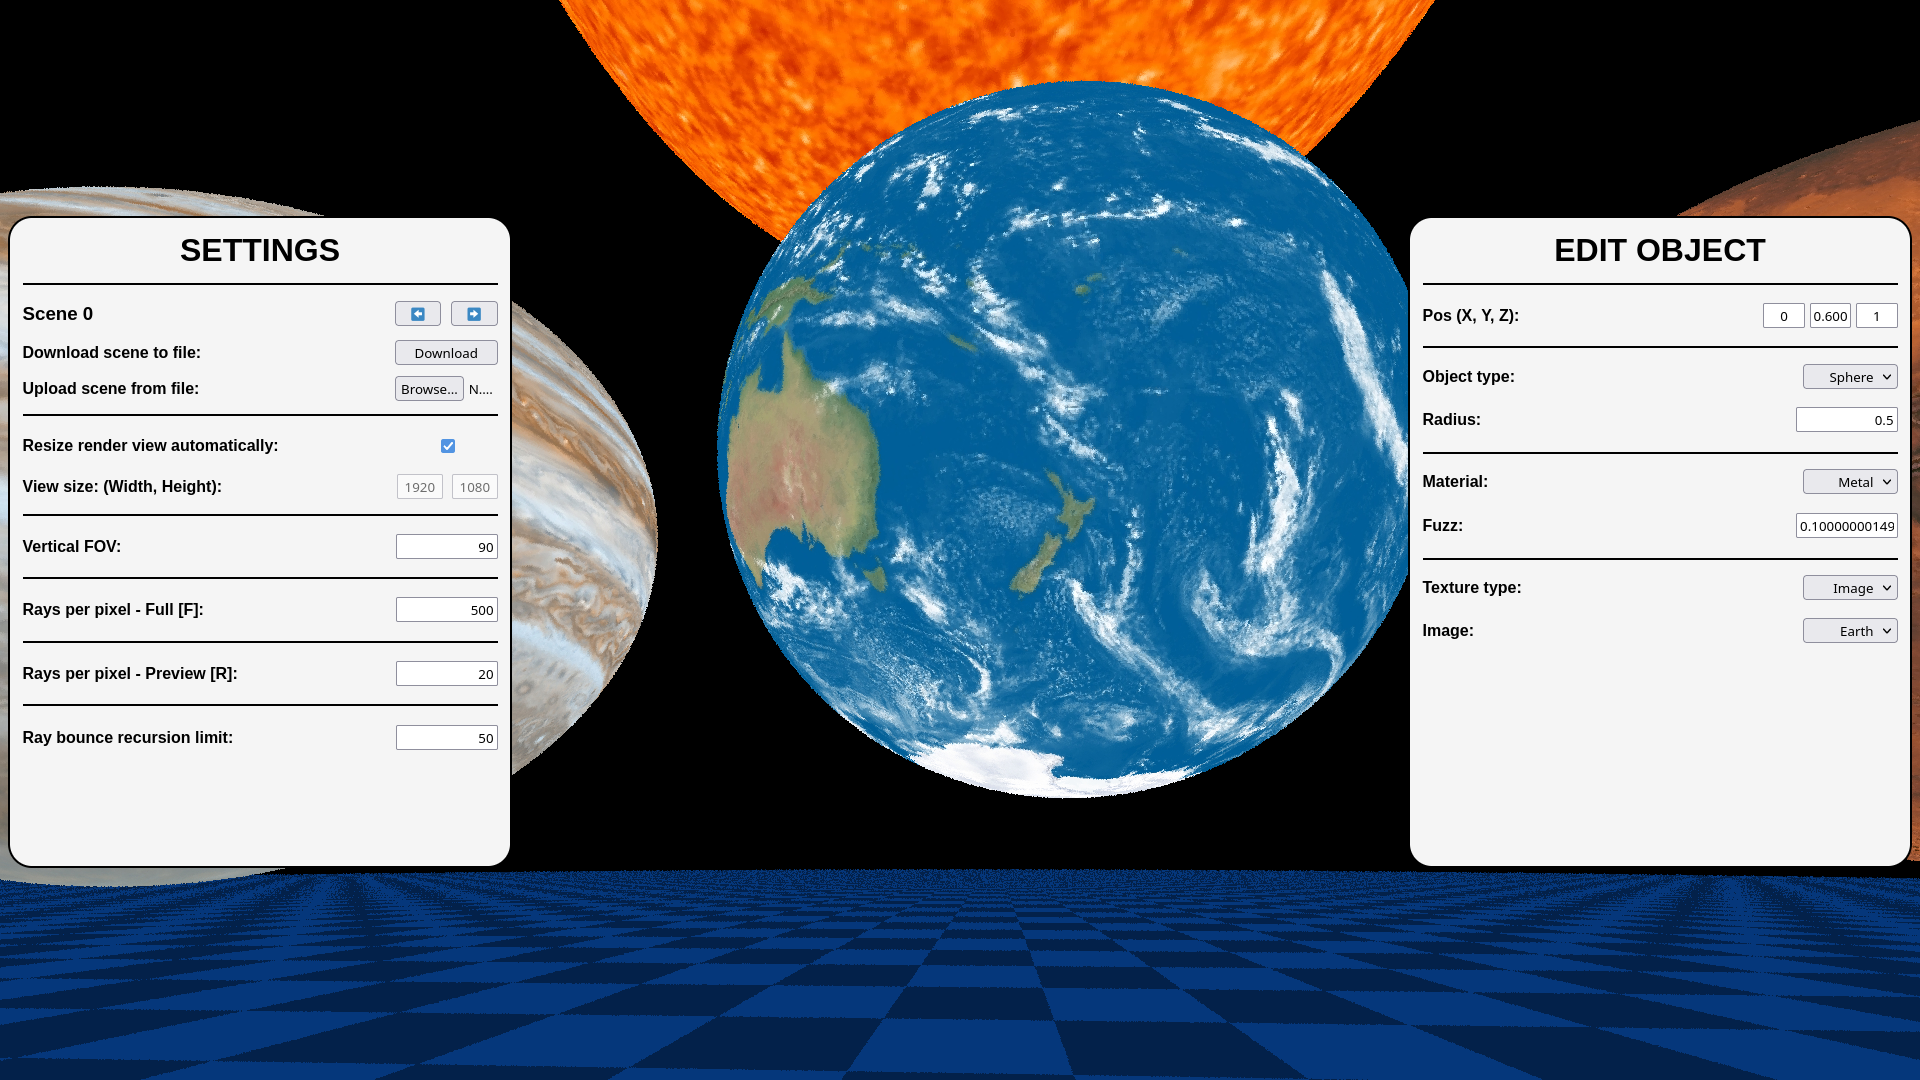 SETTINGS
Scene 0
Download scene to file: Download
Upload scene from file: Browse... N....
Resize render view automatically:
View size: (Width, Height): 1920 1080
Vertical FOV: 90
Rays per pixel - Full [F]: 500
Rays per pixel - Preview [R]: 20
Ray bounce recursion limit: 50
EDIT OBJECT
Pos (X, Y, Z): 0 0.600 1
Object type: Sphere
Radius: 0.5
Material: Metal
Fuzz: 0.10000000149
Texture type: Image
Image: Earth